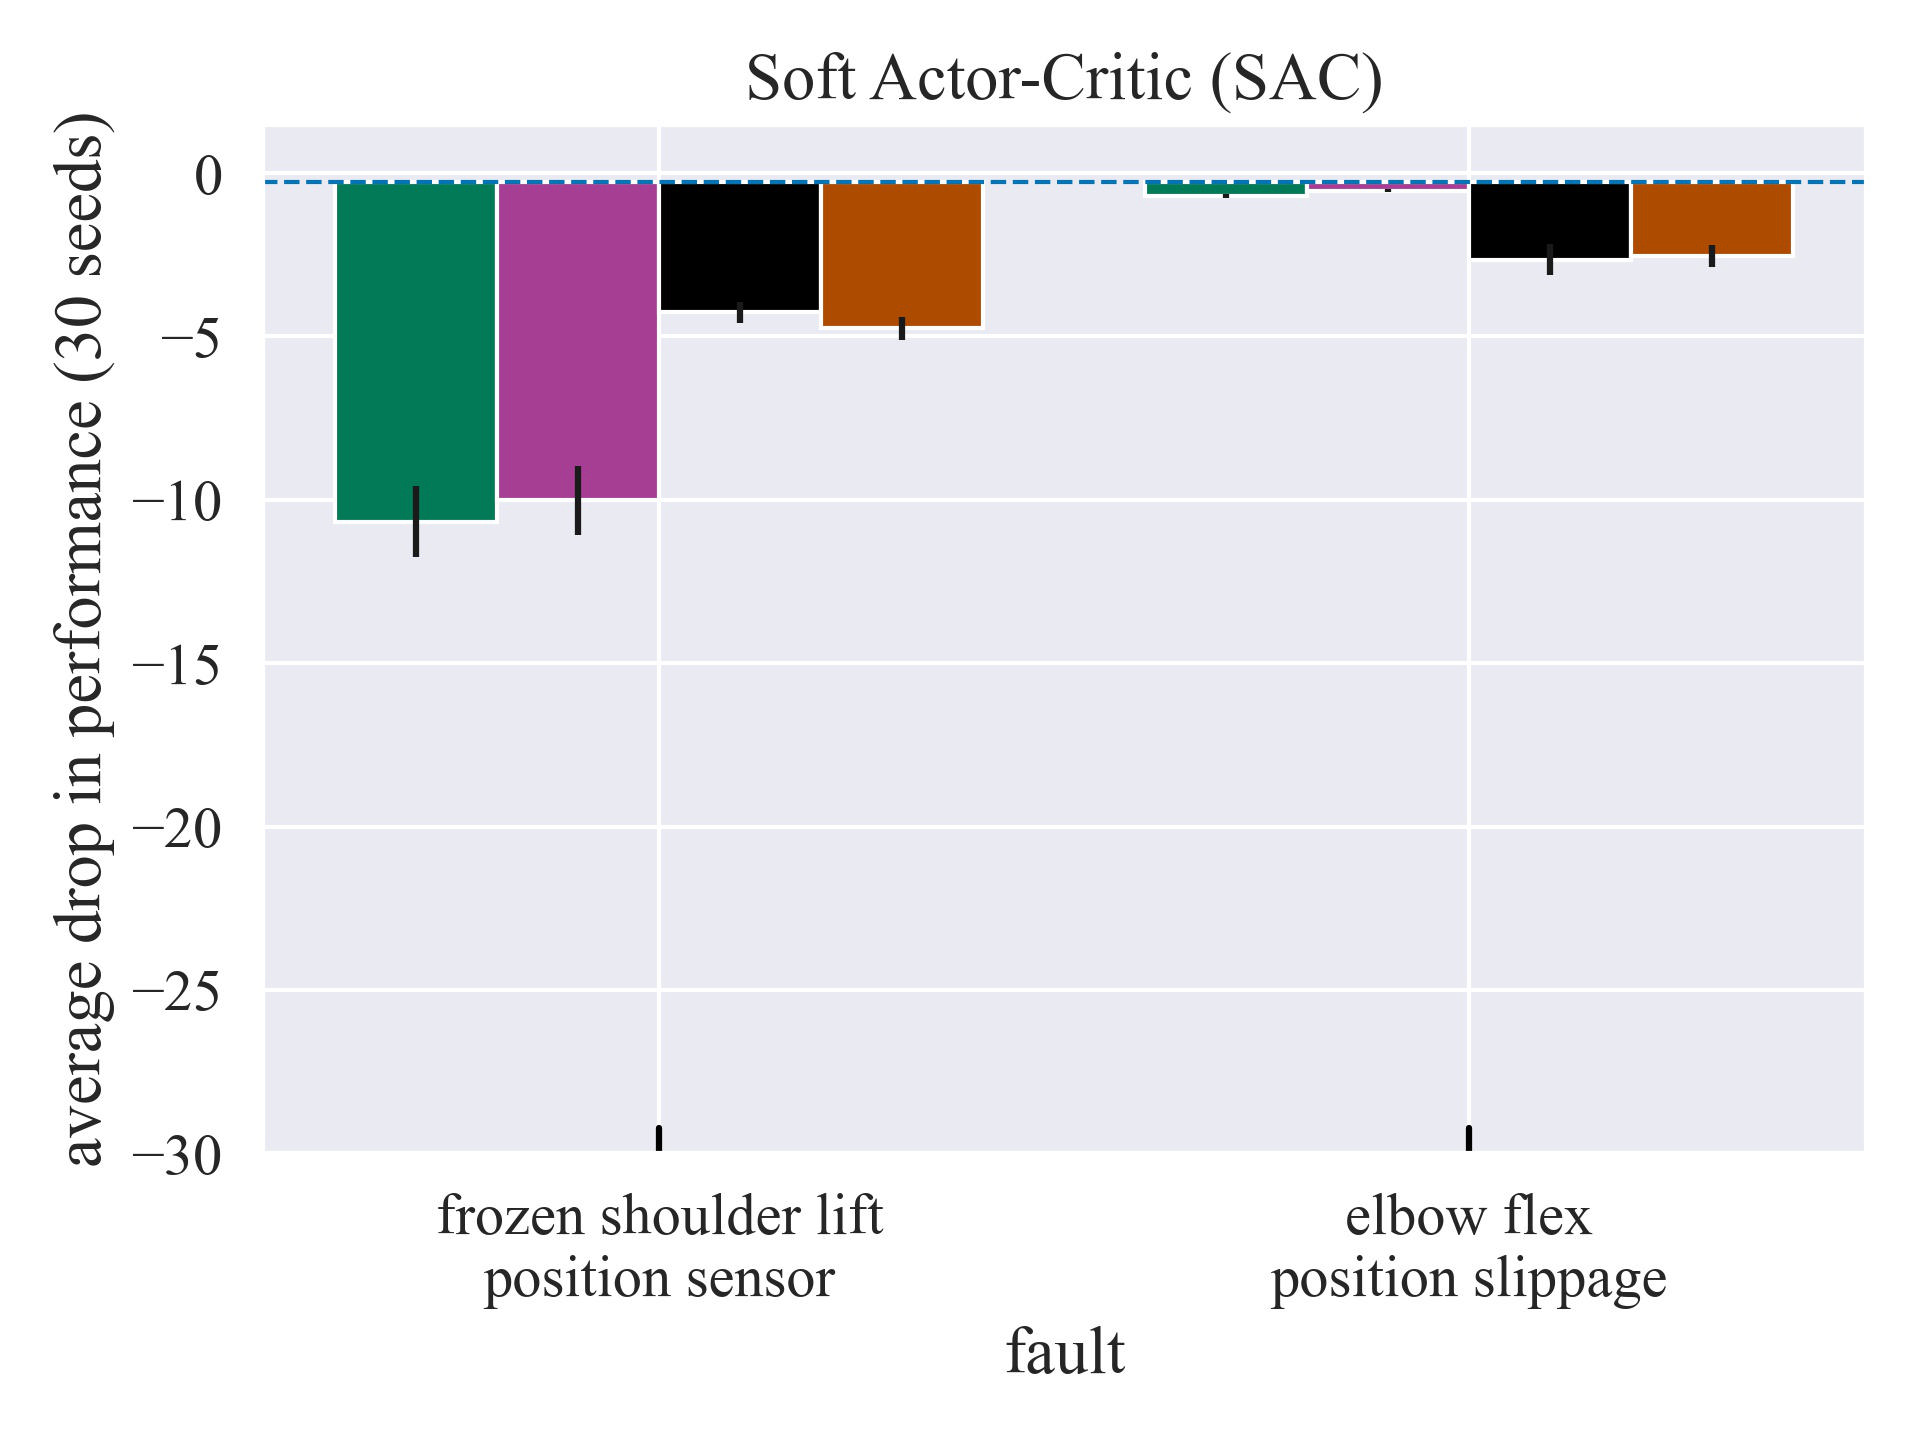 Soft Actor-Critic (SAC)
average drop in performance (30 seeds)
0
−5
−10
−15
−20
−25
−30
frozen shoulder lift
position sensor
elbow flex
position slippage
fault